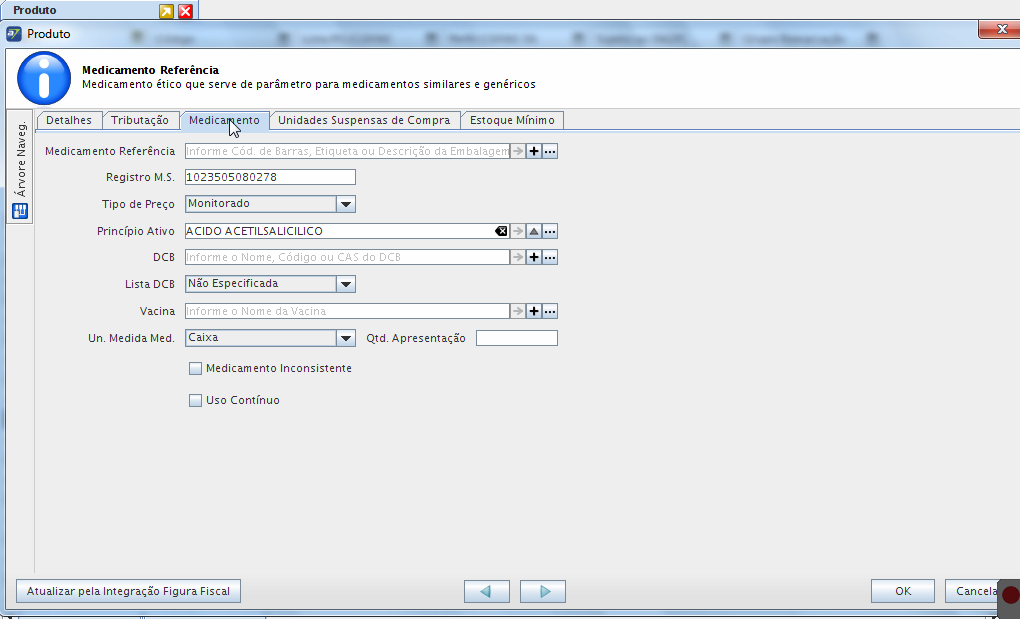 Produto
Produto
Medicamento Referência
Medicamento ético que serve de parâmetro para medicamentos similares e genéricos
Árvore Naveg.
Detalhes
Tributação
Medicamento
Unidades Suspensas de Compra
Estoque Mínimo
Medicamento Referência
Informe Cód. de Barras, Etiqueta ou Descrição da Embalagem
Registro M.S.
1023505080278
Tipo de Preço
Monitorado
Princípio Ativo
ACIDO ACETILSALICILICO
DCB
Informe o Nome, Código ou CAS do DCB
Lista DCB
Não Especificada
Vacina
Informe o Nome da Vacina
Un. Medida Med.
Caixa
Qtd. Apresentação
Medicamento Inconsistente
Uso Contínuo
Atualizar pela Integração Figura Fiscal
OK
Cancela